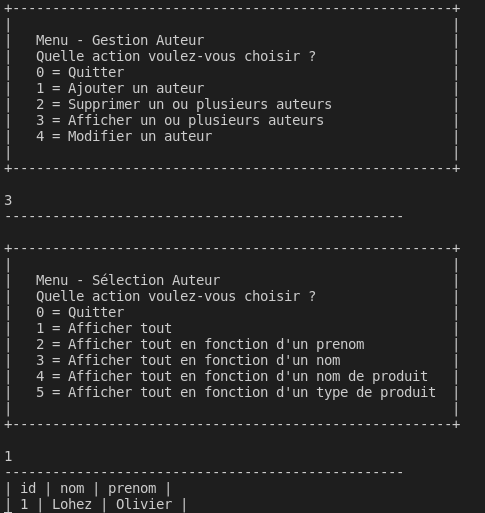 +-------------------------------------------------------+
|                                                       |
|   Menu - Gestion Auteur                               |
|   Quelle action voulez-vous choisir ?                 |
|   0 = Quitter                                         |
|   1 = Ajouter un auteur                               |
|   2 = Supprimer un ou plusieurs auteurs               |
|   3 = Afficher un ou plusieurs auteurs                |
|   4 = Modifier un auteur                              |
|                                                       |
+-------------------------------------------------------+

3
--------------------------------------------------

+-------------------------------------------------------+
|                                                       |
|   Menu - Sélection Auteur                             |
|   Quelle action voulez-vous choisir ?                 |
|   0 = Quitter                                         |
|   1 = Afficher tout                                   |
|   2 = Afficher tout en fonction d'un prenom           |
|   3 = Afficher tout en fonction d'un nom              |
|   4 = Afficher tout en fonction d'un nom de produit   |
|   5 = Afficher tout en fonction d'un type de produit  |
|                                                       |
+-------------------------------------------------------+

1
--------------------------------------------------
| id | nom | prenom |
| 1 | Lohez | Olivier |